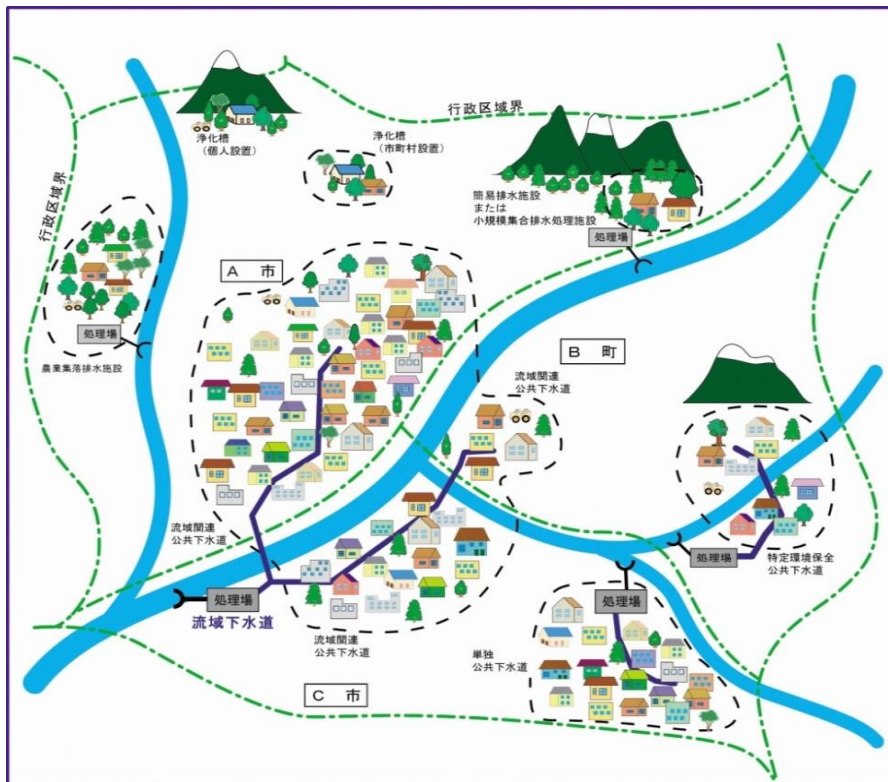 行政区域界
浄化槽
（個人設置）
浄化槽
（市町村設置）
行政区域界
簡易排水施設
または
小規模集合排水処理施設
処理場
A 市
処理場
農業集落排水施設
B 町
流域関連
公共下水道
流域関連
公共下水道
処理場
特定環境保全
公共下水道
処理場
流域下水道
処理場
流域関連
公共下水道
単独
公共下水道
C 市